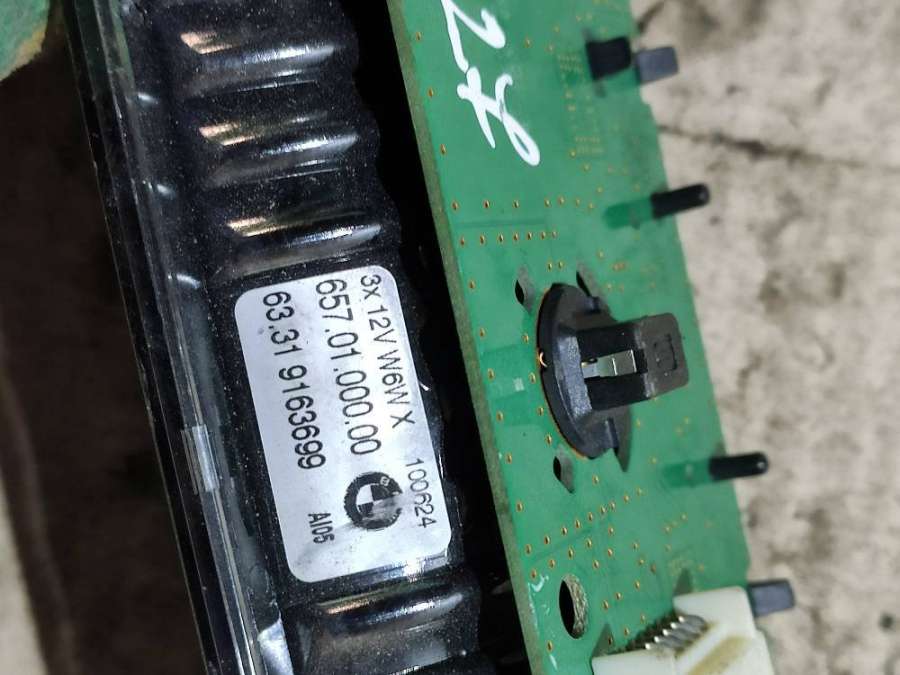 3x 12V W6W X
100624
657.01.000.00
63.31 9163699
AI05